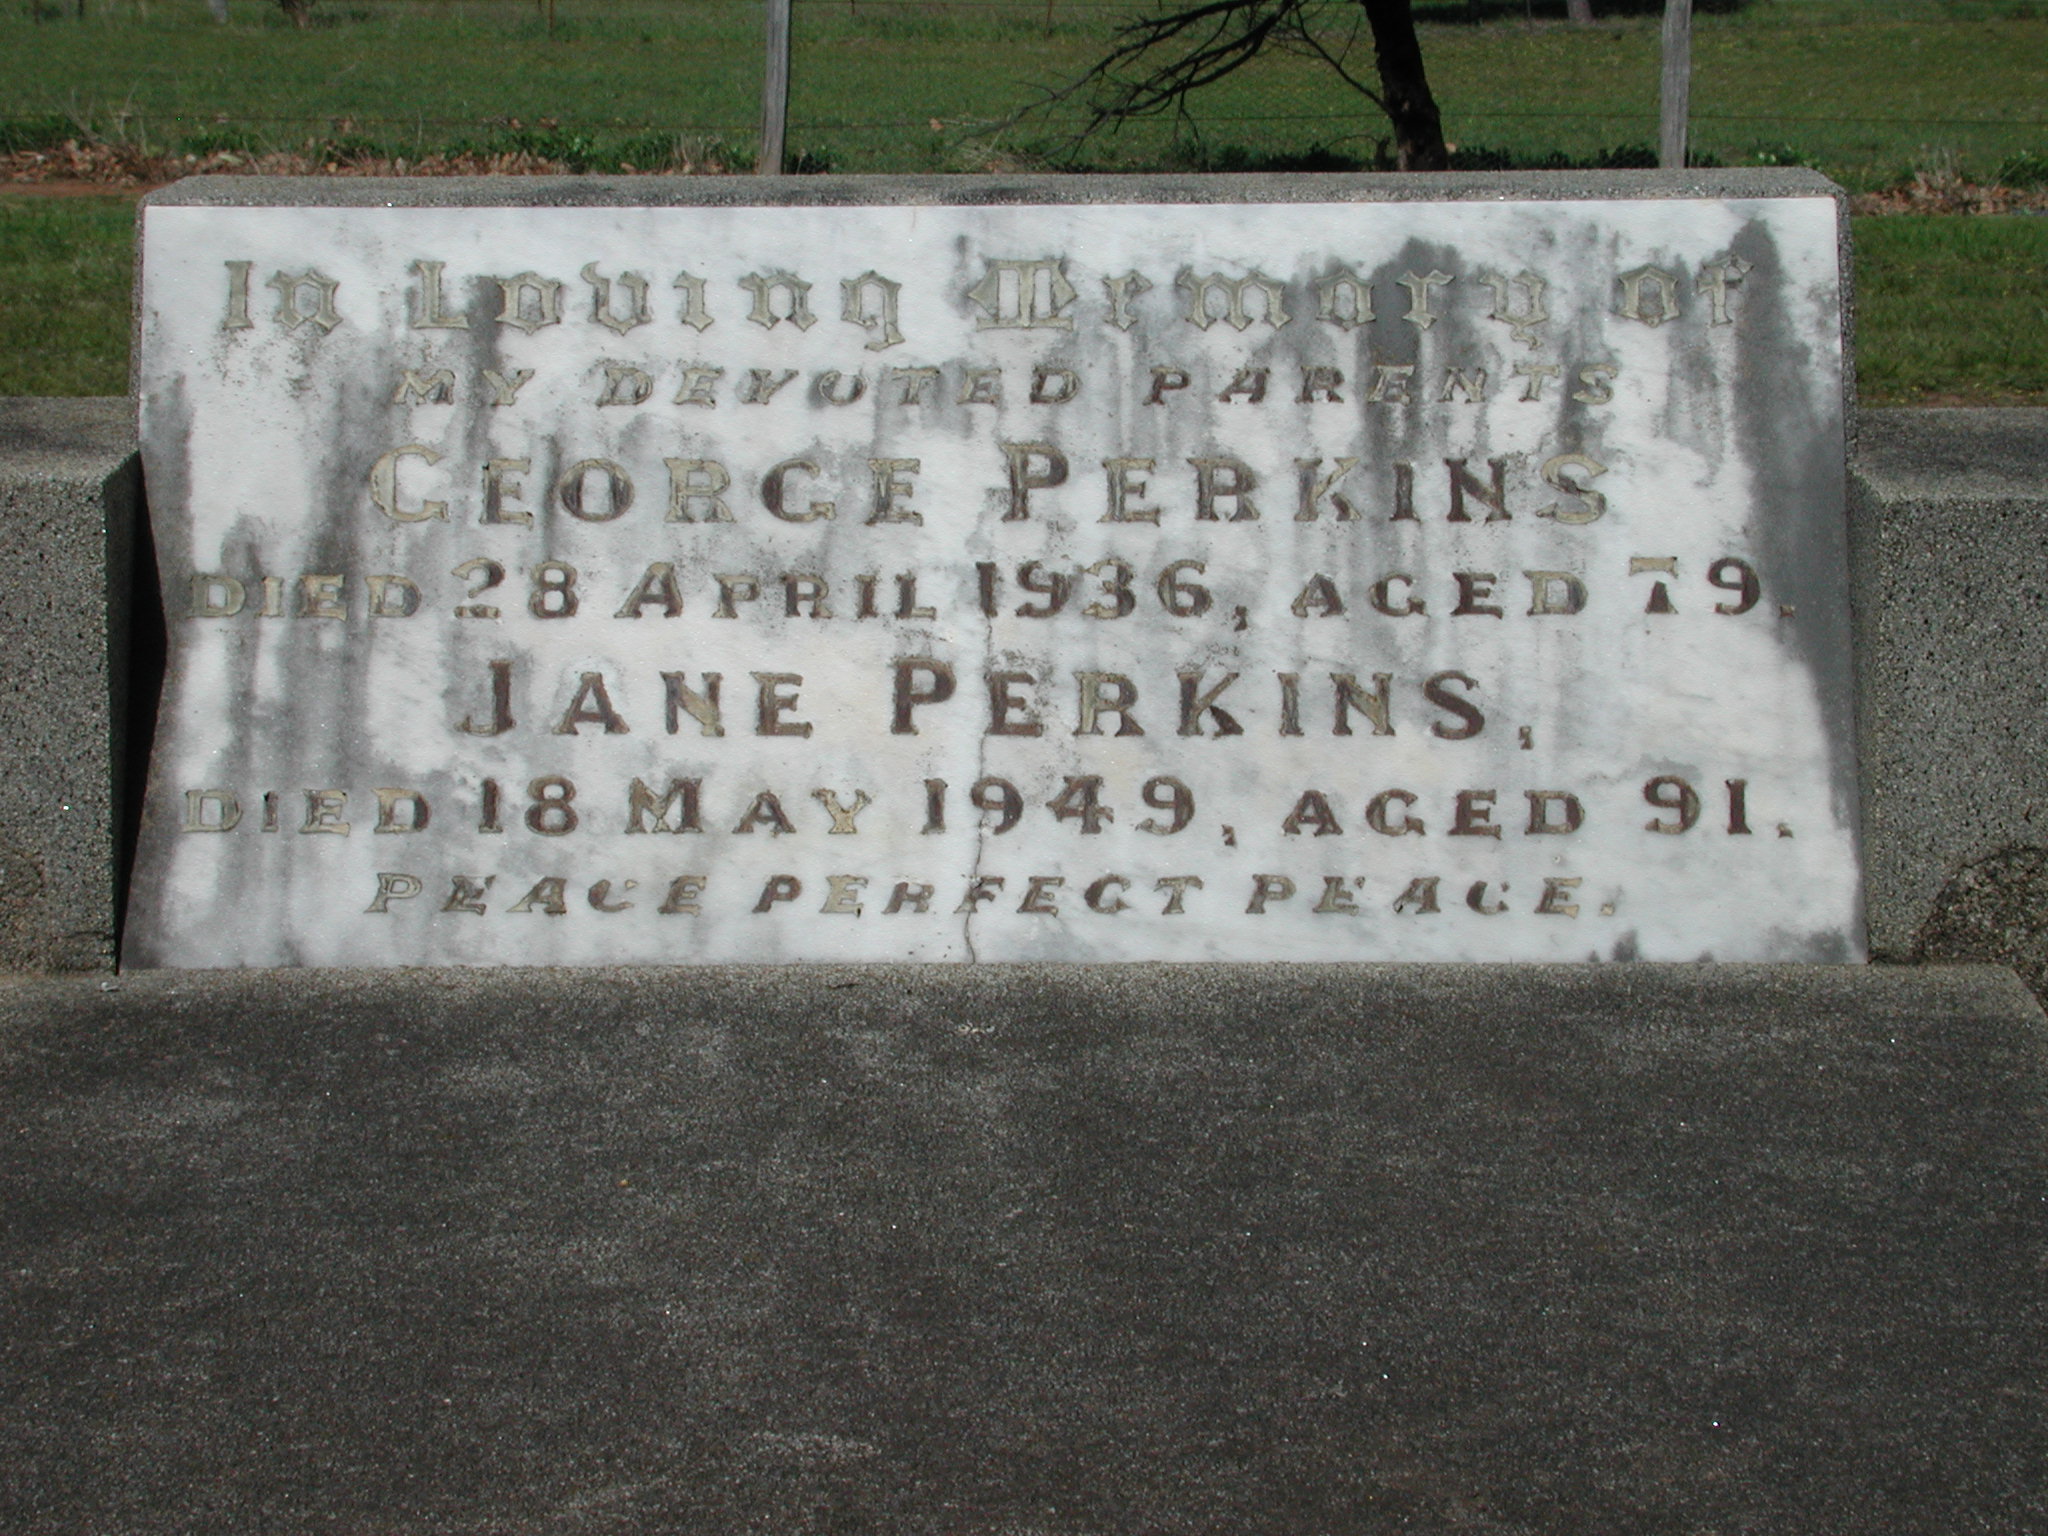 In Loving Memory of
MY DEVOTED PARENTS
GEORGE PERKINS
DIED 28 APRIL 1936, AGED 79.
JANE PERKINS,
DIED 18 MAY 1949, AGED 91.
PEACE PERFECT PEACE.